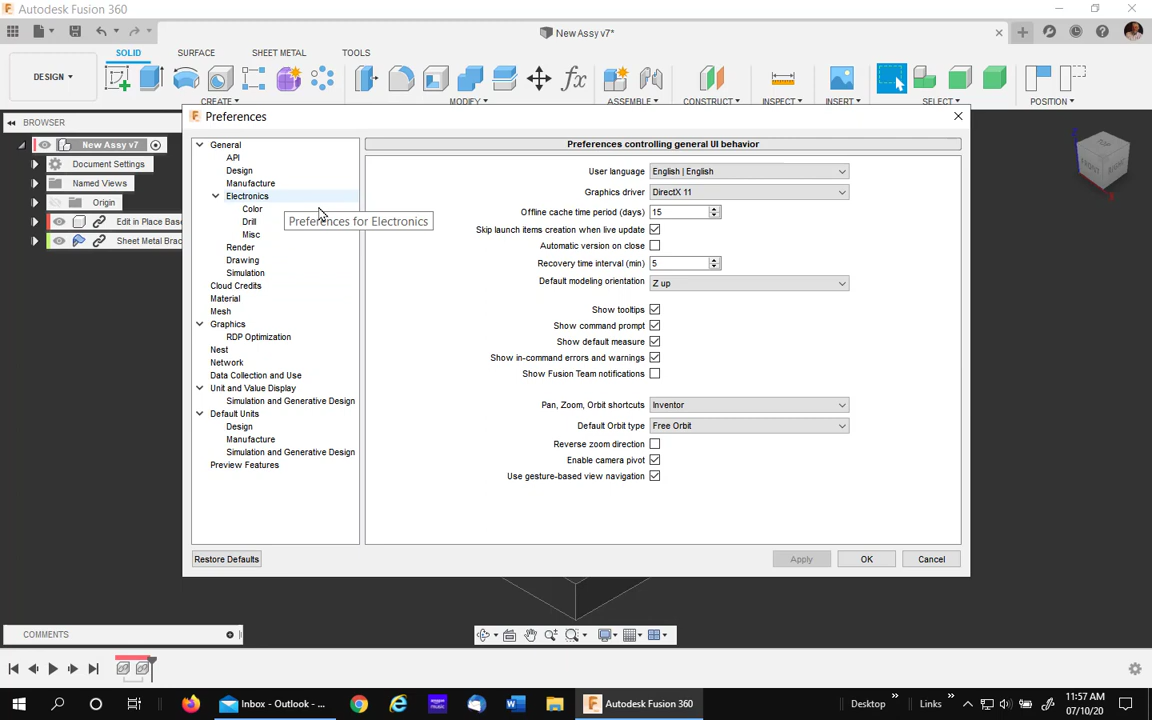 Autodesk Fusion 360
New Assy v7*
SOLID
SURFACE
SHEET METAL
TOOLS
DESIGN
CREATE
MODIFY
ASSEMBLE
CONSTRUCT
INSPECT
INSERT
SELECT
POSITION
BROWSER
New Assy v7
Document Settings
Named Views
Origin
Edit in Place Bas
Sheet Metal Brac
Preferences
General
API
Design
Manufacture
Electronics
Color
Drill
Misc
Render
Drawing
Simulation
Cloud Credits
Material
Mesh
Graphics
RDP Optimization
Nest
Network
Data Collection and Use
Unit and Value Display
Simulation and Generative Design
Default Units
Design
Manufacture
Simulation and Generative Design
Preview Features
Preferences for Electronics
Preferences controlling general UI behavior
User language English | English
Graphics driver DirectX 11
Offline cache time period (days) 15
Skip launch items creation when live update
Automatic version on close
Recovery time interval (min) 5
Default modeling orientation Z up
Show tooltips
Show command prompt
Show default measure
Show in-command errors and warnings
Show Fusion Team notifications
Pan, Zoom, Orbit shortcuts Inventor
Default Orbit type Free Orbit
Reverse zoom direction
Enable camera pivot
Use gesture-based view navigation
Restore Defaults
Apply
OK
Cancel
COMMENTS
Inbox - Outlook - ...
Autodesk Fusion 360
Desktop
Links
11:57 AM
07/10/20